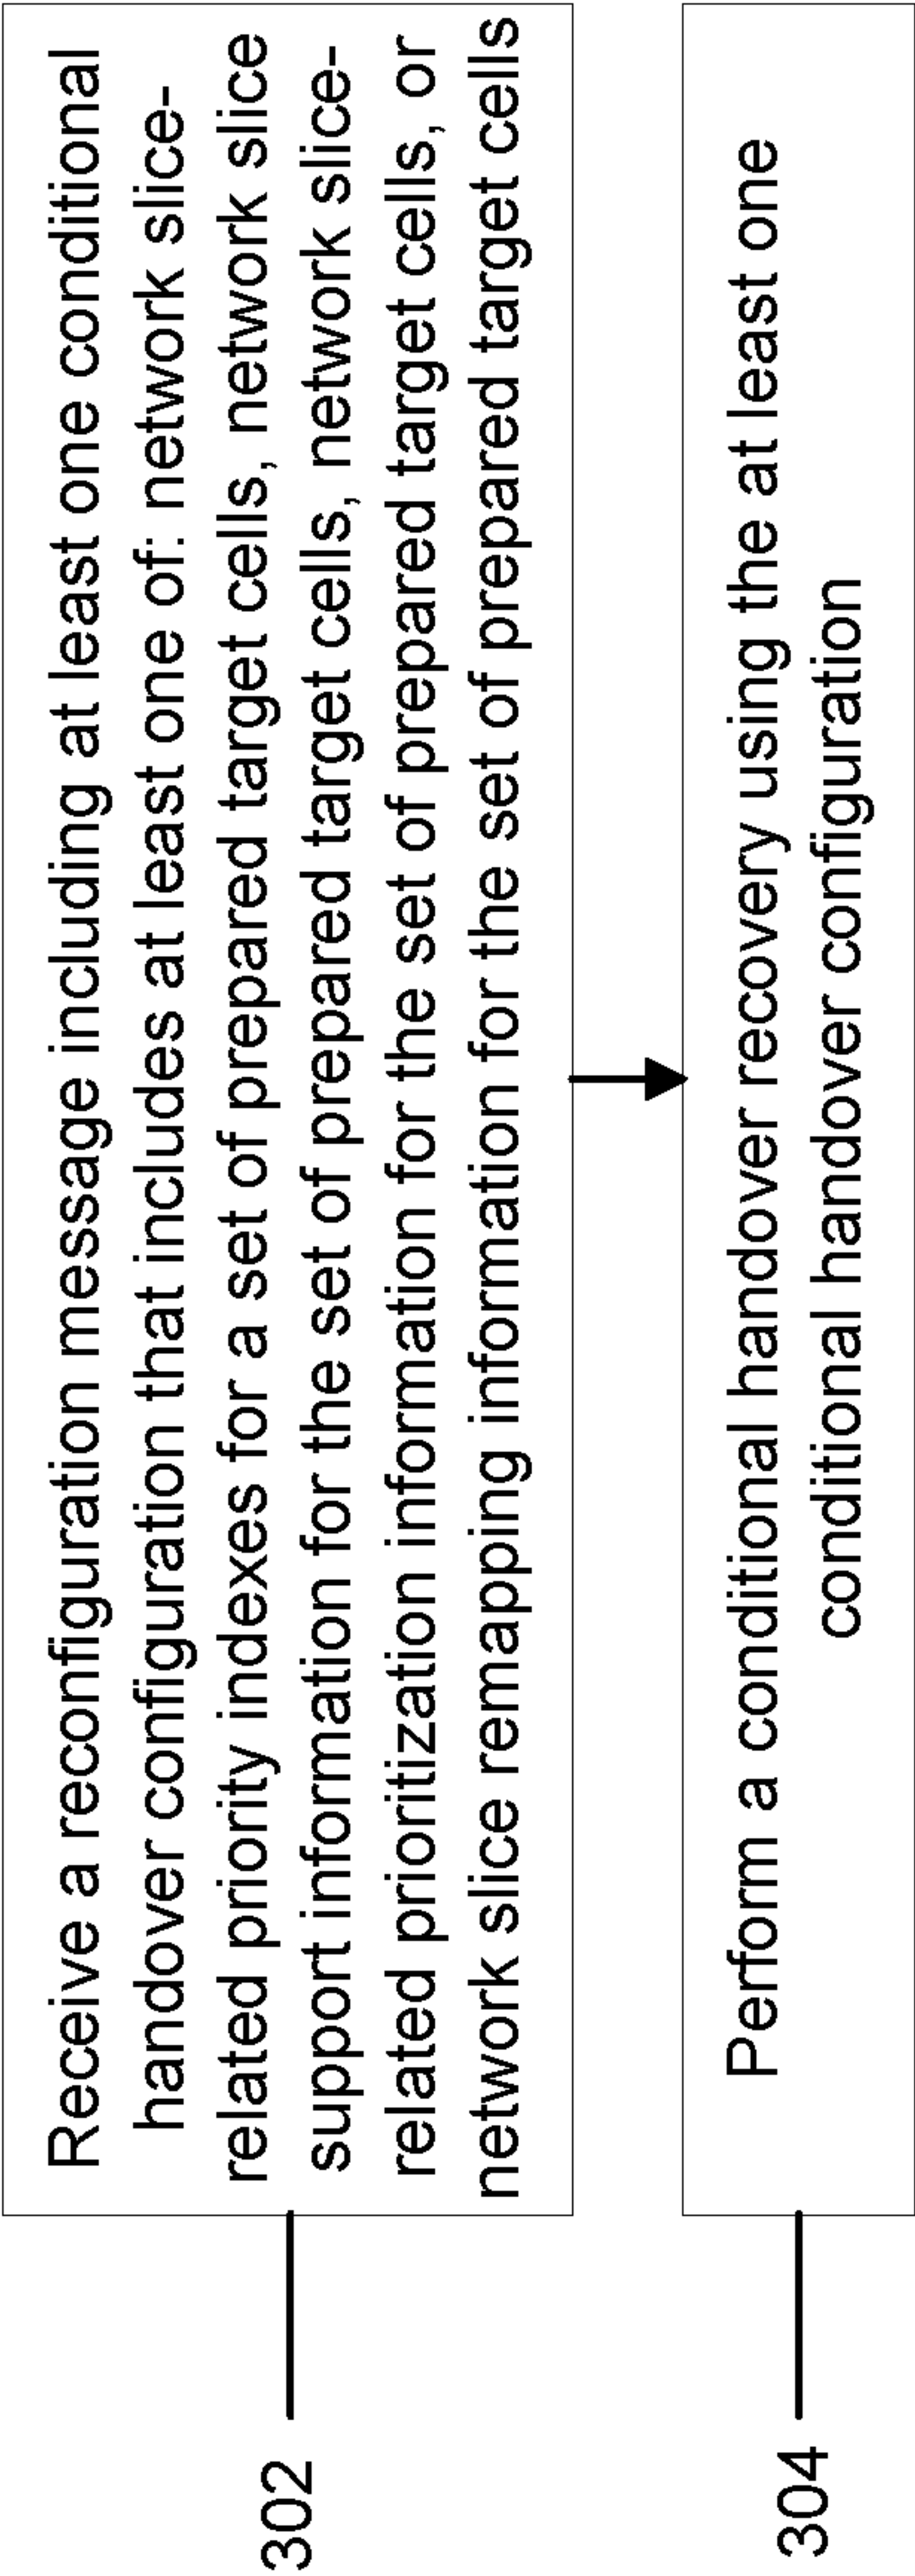 Receive a reconfiguration message including at least one conditional
handover configuration that includes at least one of: network slice-
related priority indexes for a set of prepared target cells, network slice
support information for the set of prepared target cells, network slice-
related prioritization information for the set of prepared target cells, or
network slice remapping information for the set of prepared target cells
302
Perform a conditional handover recovery using the at least one
conditional handover configuration
304